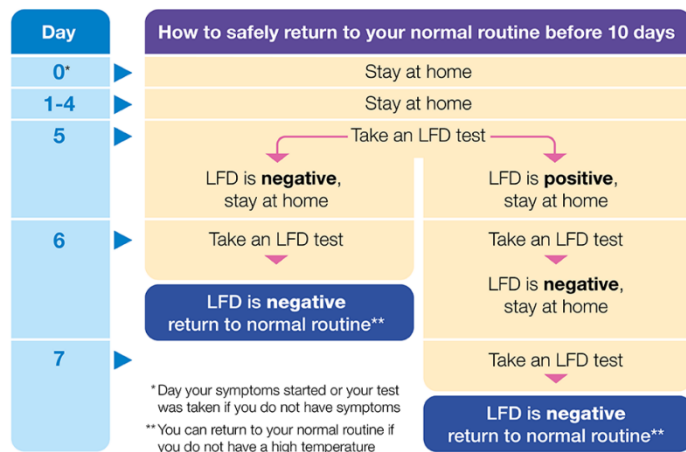 Day
How to safely return to your normal routine before 10 days
0*
Stay at home
1-4
Stay at home
5
Take an LFD test
LFD is negative,
stay at home
LFD is positive,
stay at home
6
Take an LFD test
LFD is negative
return to normal routine**
Take an LFD test
LFD is negative,
stay at home
7
Take an LFD test
LFD is negative
return to normal routine**
*Day your symptoms started or your test
was taken if you do not have symptoms
**You can return to your normal routine if
you do not have a high temperature